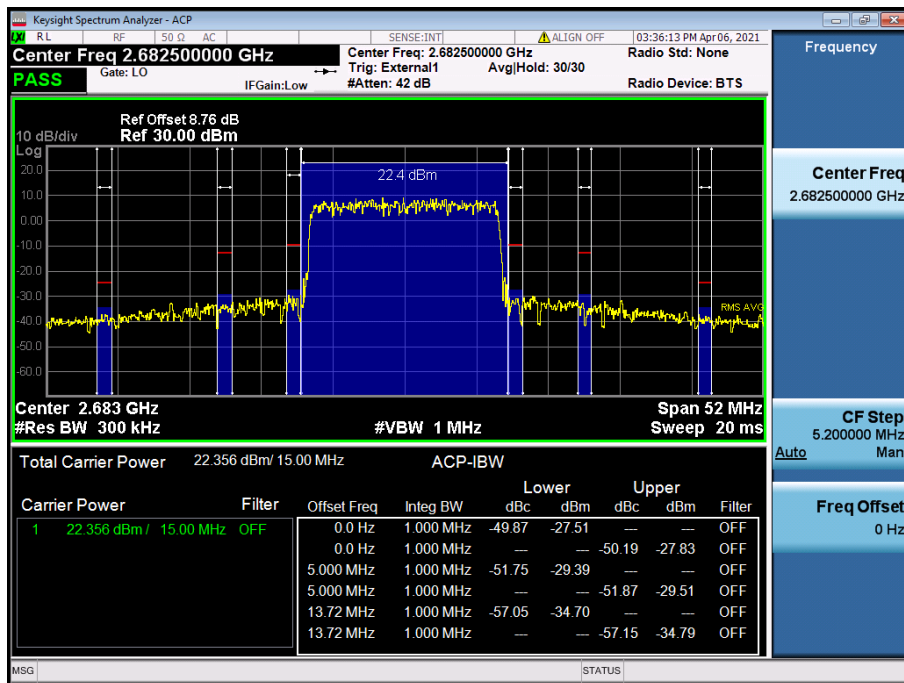 Keysight Spectrum Analyzer - ACP
LXI RL RF 50 Ω AC SENSE:INT ALIGN OFF 03:36:13 PM Apr 06, 2021
Center Freq 2.682500000 GHz Center Freq: 2.682500000 GHz Radio Std: None
Gate: LO Trig: External1 Avg|Hold: 30/30
PASS IFGain:Low #Atten: 42 dB Radio Device: BTS
Ref Offset 8.76 dB
10 dB/div Ref 30.00 dBm
Log
20.0
22.4 dBm
10.0
0.00
-10.0
-20.0
-30.0
RMS AVG
-40.0
-50.0
-60.0
Center 2.683 GHz Span 52 MHz
#Res BW 300 kHz #VBW 1 MHz Sweep 20 ms
Total Carrier Power 22.356 dBm/ 15.00 MHz ACP-IBW
Lower Upper
Carrier Power Filter Offset Freq Integ BW dBc dBm dBc dBm Filter
1 22.356 dBm / 15.00 MHz OFF 0.0 Hz 1.000 MHz -49.87 -27.51 --- --- OFF
0.0 Hz 1.000 MHz --- --- -50.19 -27.83 OFF
5.000 MHz 1.000 MHz -51.75 -29.39 --- --- OFF
5.000 MHz 1.000 MHz --- --- -51.87 -29.51 OFF
13.72 MHz 1.000 MHz -57.05 -34.70 --- --- OFF
13.72 MHz 1.000 MHz --- --- -57.15 -34.79 OFF
MSG STATUS
Frequency
Center Freq
2.682500000 GHz
CF Step
5.200000 MHz
Auto Man
Freq Offset
0 Hz